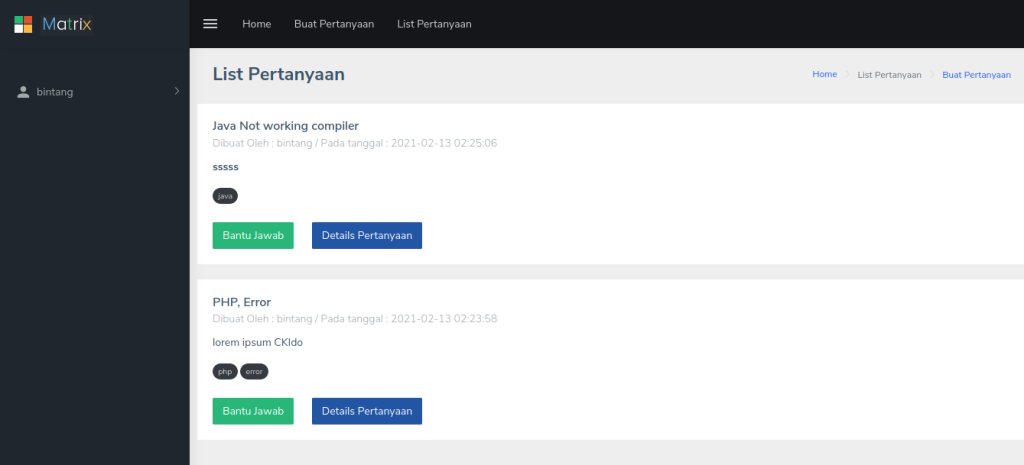 Matrix
Home Buat Pertanyaan List Pertanyaan
bintang
List Pertanyaan
Home List Pertanyaan Buat Pertanyaan
Java Not working compiler
Dibuat Oleh : bintang / Pada tanggal : 2021-02-13 02:25:06
sssss
java
Bantu Jawab Details Pertanyaan
PHP, Error
Dibuat Oleh : bintang / Pada tanggal : 2021-02-13 02:23:58
lorem ipsum CKIdo
php error
Bantu Jawab Details Pertanyaan